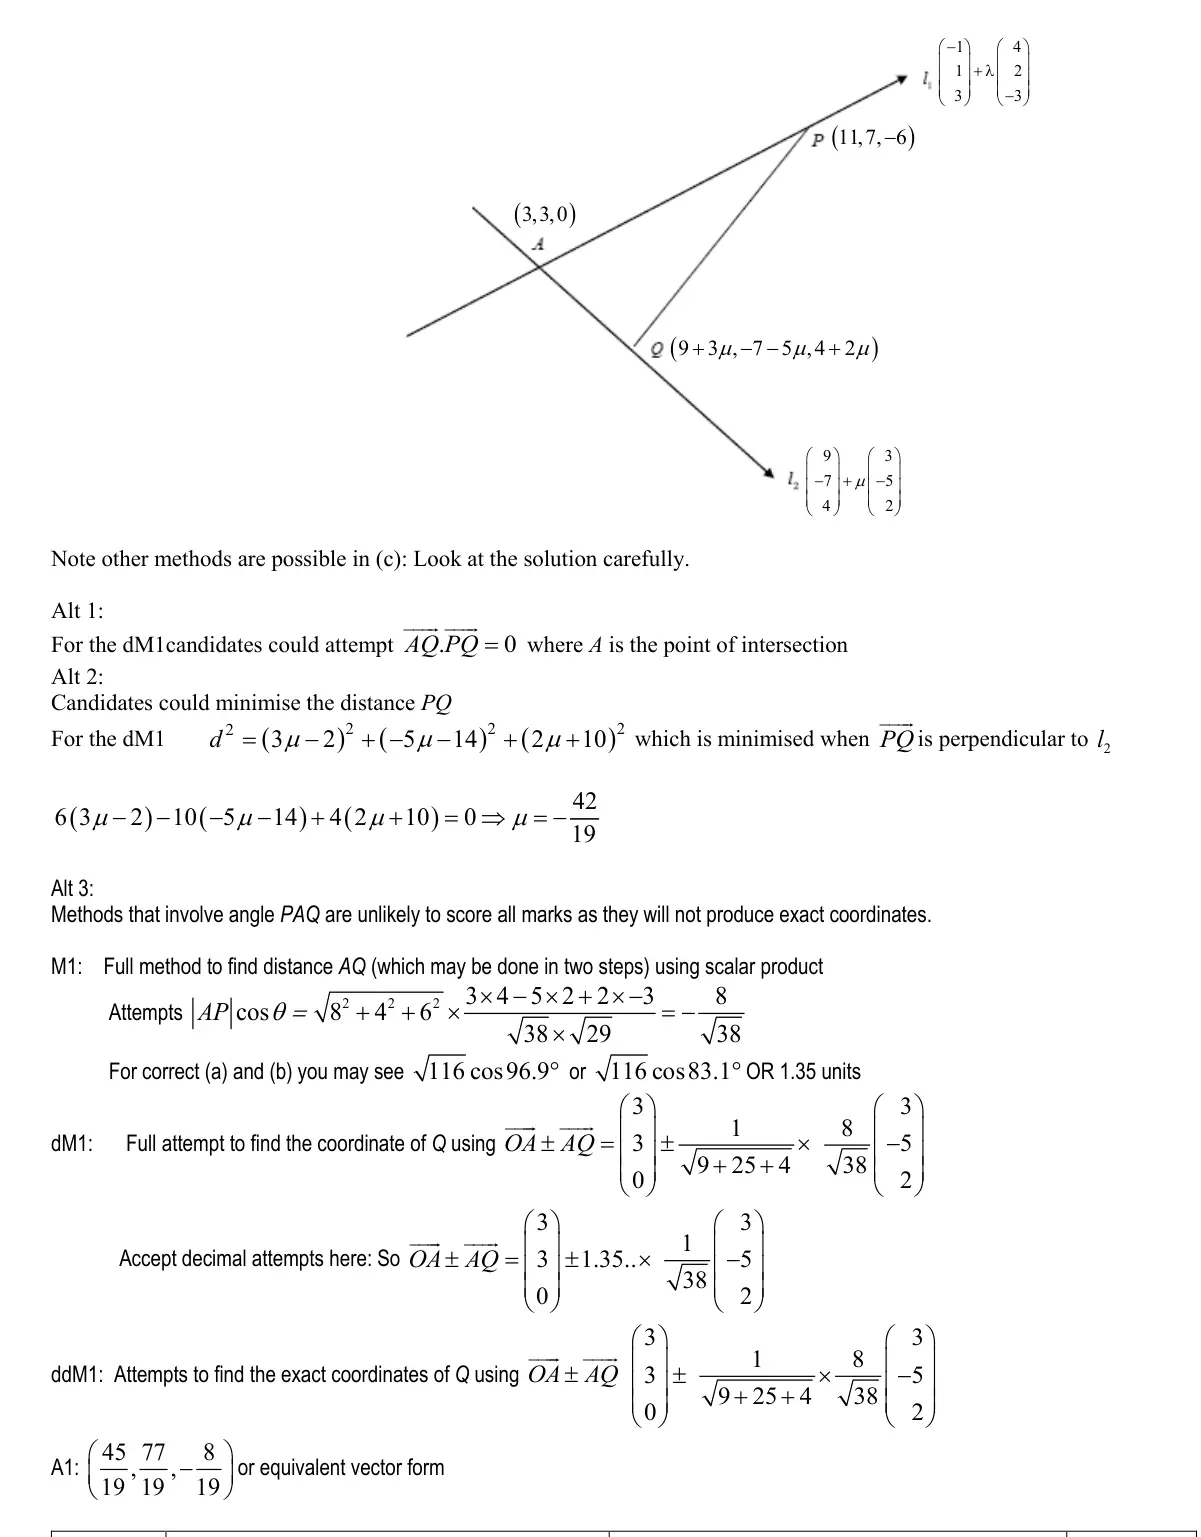 l₁ (−1, 1, 3) + λ (4, 2, −3)
P (11, 7, −6)
(3, 3, 0)
A
Q (9 + 3μ, −7 − 5μ, 4 + 2μ)
l₂ (9, −7, 4) + μ (3, −5, 2)
Note other methods are possible in (c): Look at the solution carefully.
Alt 1:
For the dM1candidates could attempt AQ⃗.PQ⃗ = 0 where A is the point of intersection
Alt 2:
Candidates could minimise the distance PQ
For the dM1 d² = (3μ − 2)² + (−5μ − 14)² + (2μ + 10)² which is minimised when PQ⃗ is perpendicular to l₂
6(3μ − 2) − 10(−5μ − 14) + 4(2μ + 10) = 0 ⇒ μ = −42/19
Alt 3:
Methods that involve angle PAQ are unlikely to score all marks as they will not produce exact coordinates.
M1: Full method to find distance AQ (which may be done in two steps) using scalar product
Attempts |AP| cos θ = √(8² + 4² + 6²) × (3×4 − 5×2 + 2×−3)/(√38 × √29) = −8/√38
For correct (a) and (b) you may see √116 cos 96.9° or √116 cos 83.1° OR 1.35 units
dM1: Full attempt to find the coordinate of Q using OA⃗ ± AQ⃗ = (3, 3, 0) ± 1/√(9 + 25 + 4) × 8/√38 (3, −5, 2)
Accept decimal attempts here: So OA⃗ ± AQ⃗ = (3, 3, 0) ± 1.35.. × 1/√38 (3, −5, 2)
ddM1: Attempts to find the exact coordinates of Q using OA⃗ ± AQ⃗ (3, 3, 0) ± 1/√(9 + 25 + 4) × 8/√38 (3, −5, 2)
A1: (45/19, 77/19, −8/19) or equivalent vector form